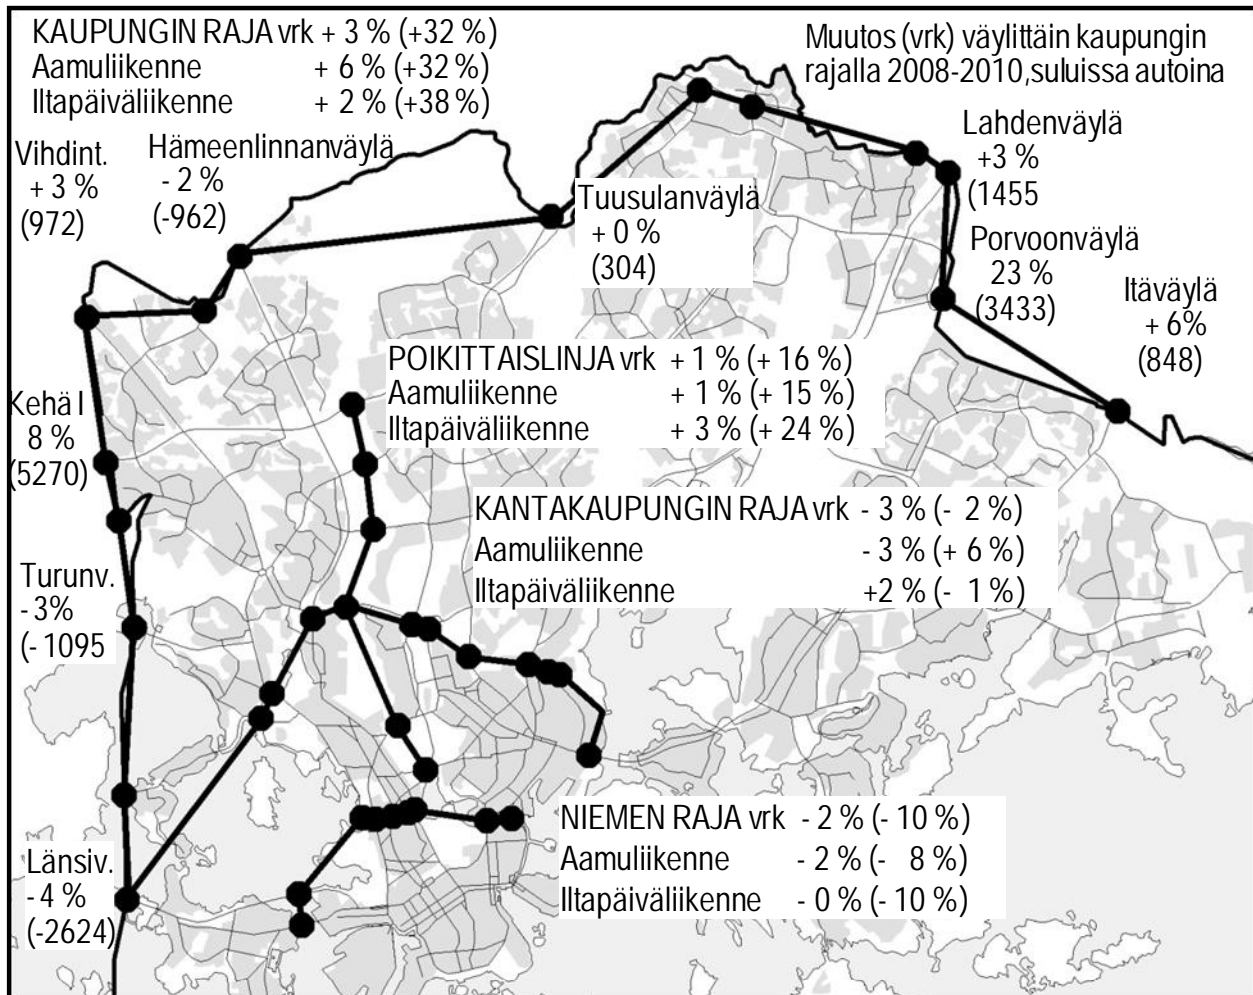 KAUPUNGIN RAJA vrk + 3 % (+32 %)
Aamuliikenne + 6 % (+32 %)
Iltapäiväliikenne + 2 % (+38 %)
Muutos (vrk) väylittäin kaupungin
rajalla 2008-2010,suluissa autoina
Vihdint.
+ 3 %
(972)
Hämeenlinnanväylä
- 2 %
(-962)
Tuusulanväylä
+ 0 %
(304)
Lahdenväylä
+3 %
(1455
Porvoonväylä
23 %
(3433)
Itäväylä
+ 6%
(848)
POIKITTAISLINJA vrk + 1 % (+ 16 %)
Aamuliikenne + 1 % (+ 15 %)
Iltapäiväliikenne + 3 % (+ 24 %)
Kehä I
8 %
(5270)
KANTAKAUPUNGIN RAJA vrk - 3 % (- 2 %)
Aamuliikenne - 3 % (+ 6 %)
Iltapäiväliikenne +2 % (- 1 %)
Turunv.
- 3%
(- 1095
NIEMEN RAJA vrk - 2 % (- 10 %)
Aamuliikenne - 2 % (- 8 %)
Iltapäiväliikenne - 0 % (- 10 %)
Länsiv.
- 4 %
(-2624)